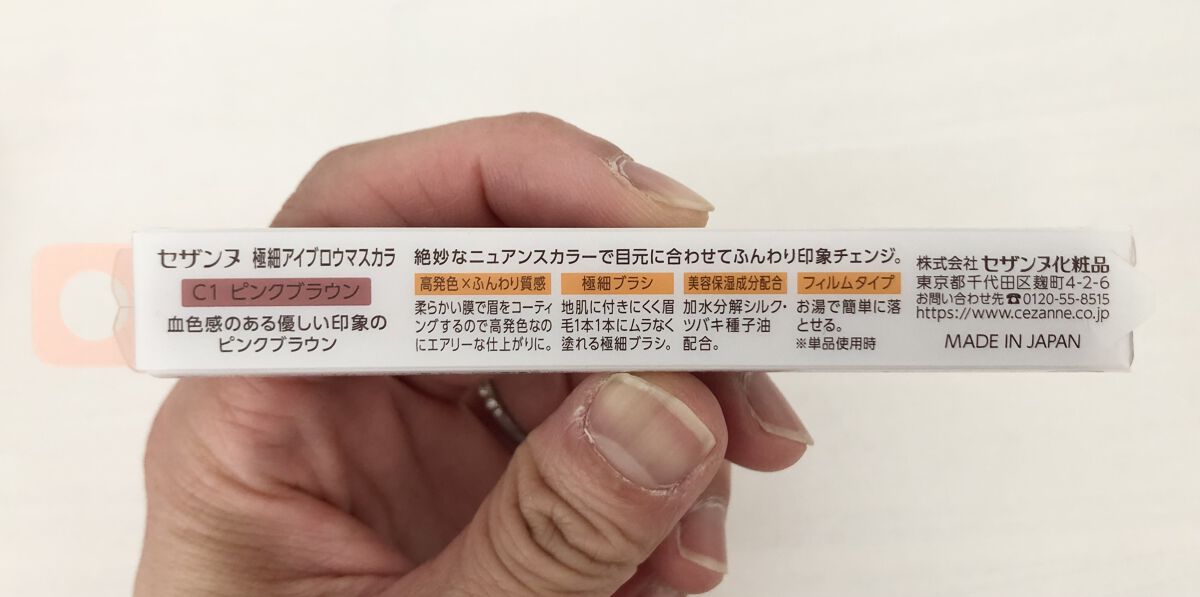 セザンヌ 極細アイブロウマスカラ
C1 ピンクブラウン
血色感のある優しい印象の
ピンクブラウン
絶妙なニュアンスカラーで目元に合わせてふんわり印象チェンジ。
高発色×ふんわり質感
柔らかい膜で眉をコーティ
ングするので高発色なの
にエアリーな仕上がりに。
極細ブラシ
地肌に付きにくく眉
毛1本1本にムラなく
塗れる極細ブラシ。
美容保湿成分配合
加水分解シルク・
ツバキ種子油
配合。
フィルムタイプ
お湯で簡単に落
とせる。
※単品使用時
株式会社 セザンヌ化粧品
東京都千代田区麹町4-2-6
お問い合わせ先☎0120-55-8515
https://www.cezanne.co.jp
MADE IN JAPAN